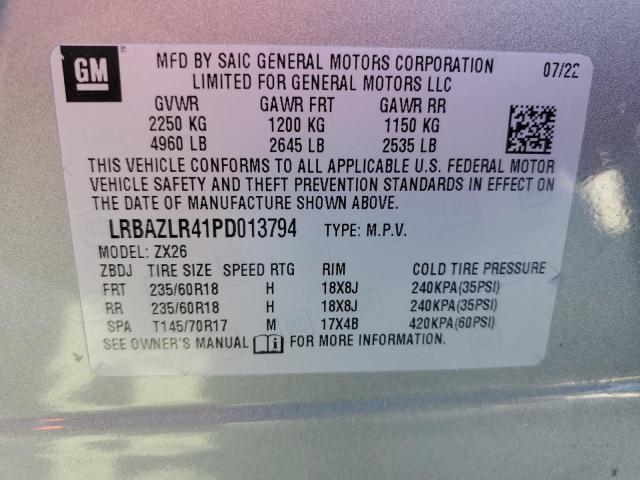 GM
MFD BY SAIC GENERAL MOTORS CORPORATION 07/22
LIMITED FOR GENERAL MOTORS LLC
GVWR GAWR FRT GAWR RR
2250 KG 1200 KG 1150 KG
4960 LB 2645 LB 2535 LB
THIS VEHICLE CONFORMS TO ALL APPLICABLE U.S. FEDERAL MOTOR
VEHICLE SAFETY AND THEFT PREVENTION STANDARDS IN EFFECT ON
THE DATE OF MANUFACTURE SHOWN ABOVE.
LRBAZLR41PD013794 TYPE: M.P.V.
MODEL: ZX26
ZBDJ TIRE SIZE SPEED RTG RIM COLD TIRE PRESSURE
FRT 235/60R18 H 18X8J 240KPA(35PSI)
RR 235/60R18 H 18X8J 240KPA(35PSI)
SPA T145/70R17 M 17X4B 420KPA(60PSI)
SEE OWNER'S MANUAL FOR MORE INFORMATION.